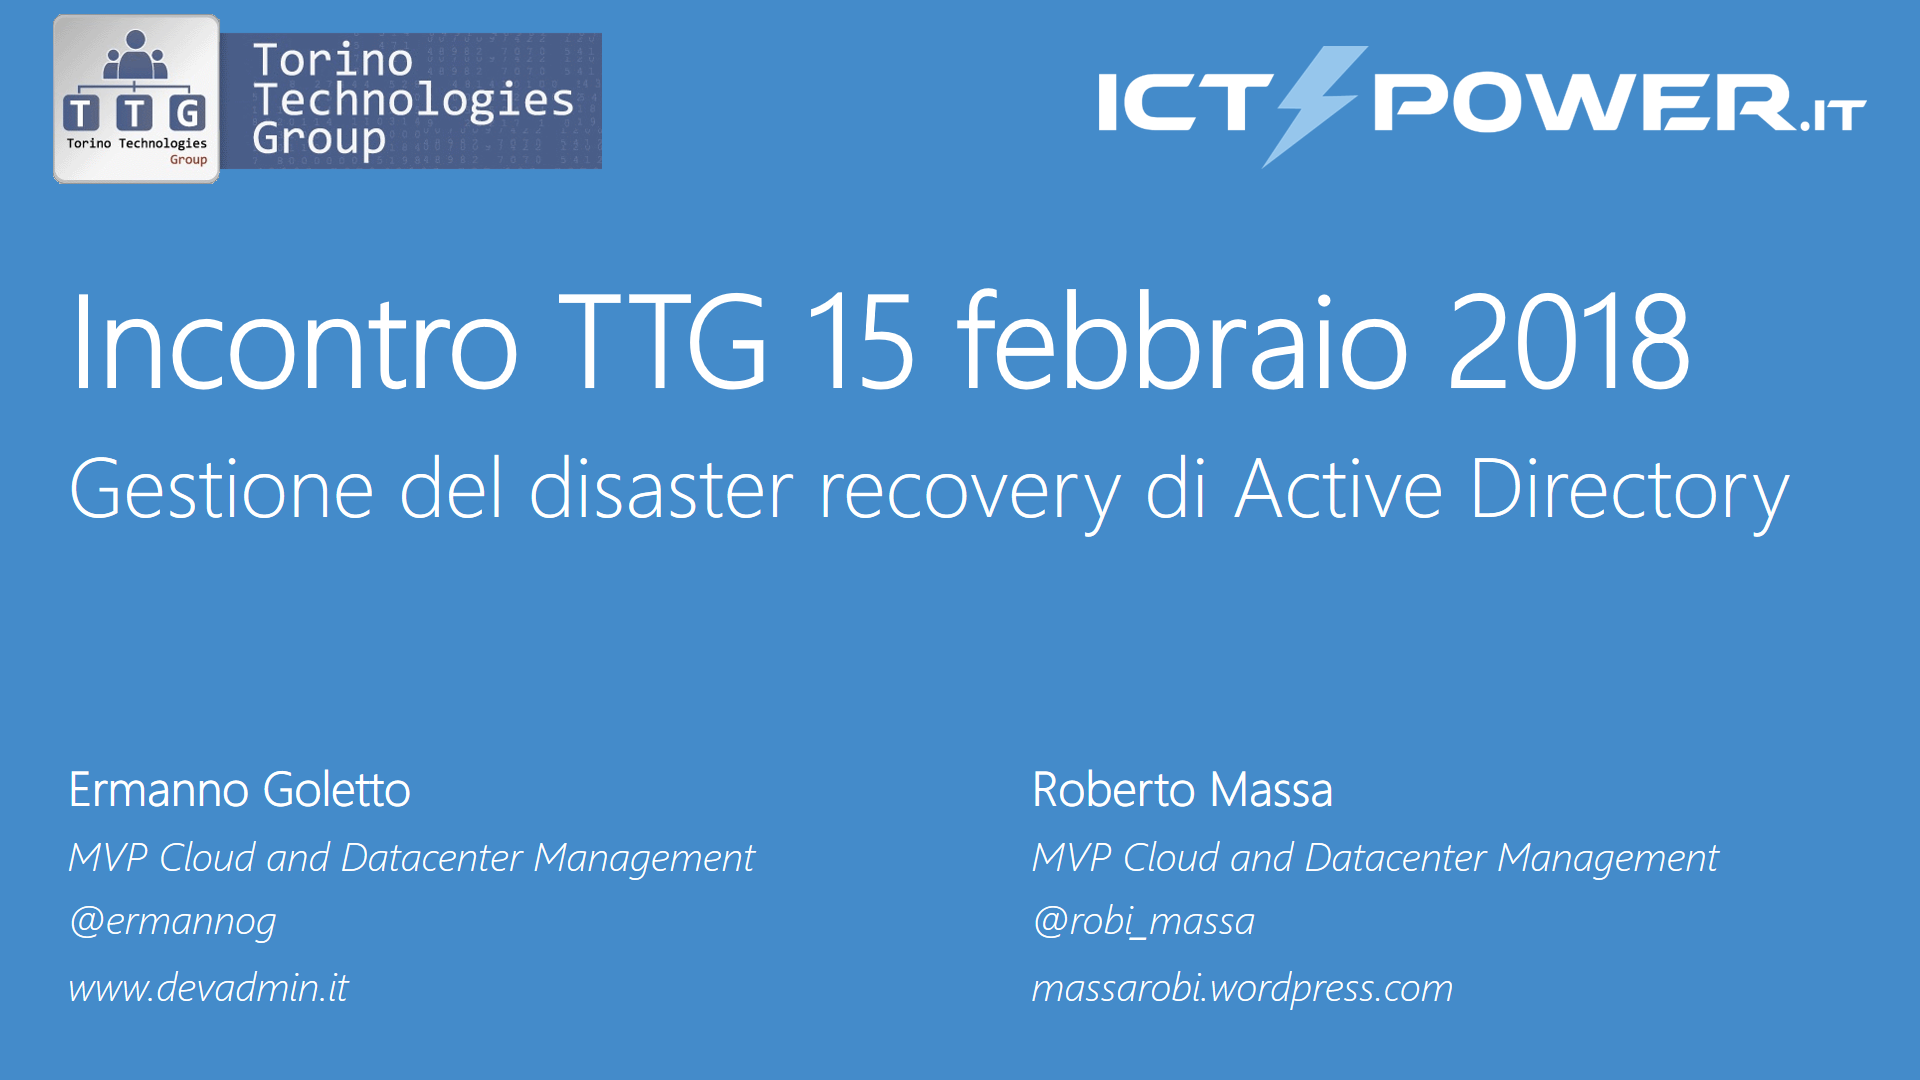 T T G
Torino Technologies
Group
Torino
Technologies
Group
ICT POWER.IT
Incontro TTG 15 febbraio 2018
Gestione del disaster recovery di Active Directory
Ermanno Goletto
MVP Cloud and Datacenter Management
@ermannog
www.devadmin.it
Roberto Massa
MVP Cloud and Datacenter Management
@robi_massa
massarobi.wordpress.com